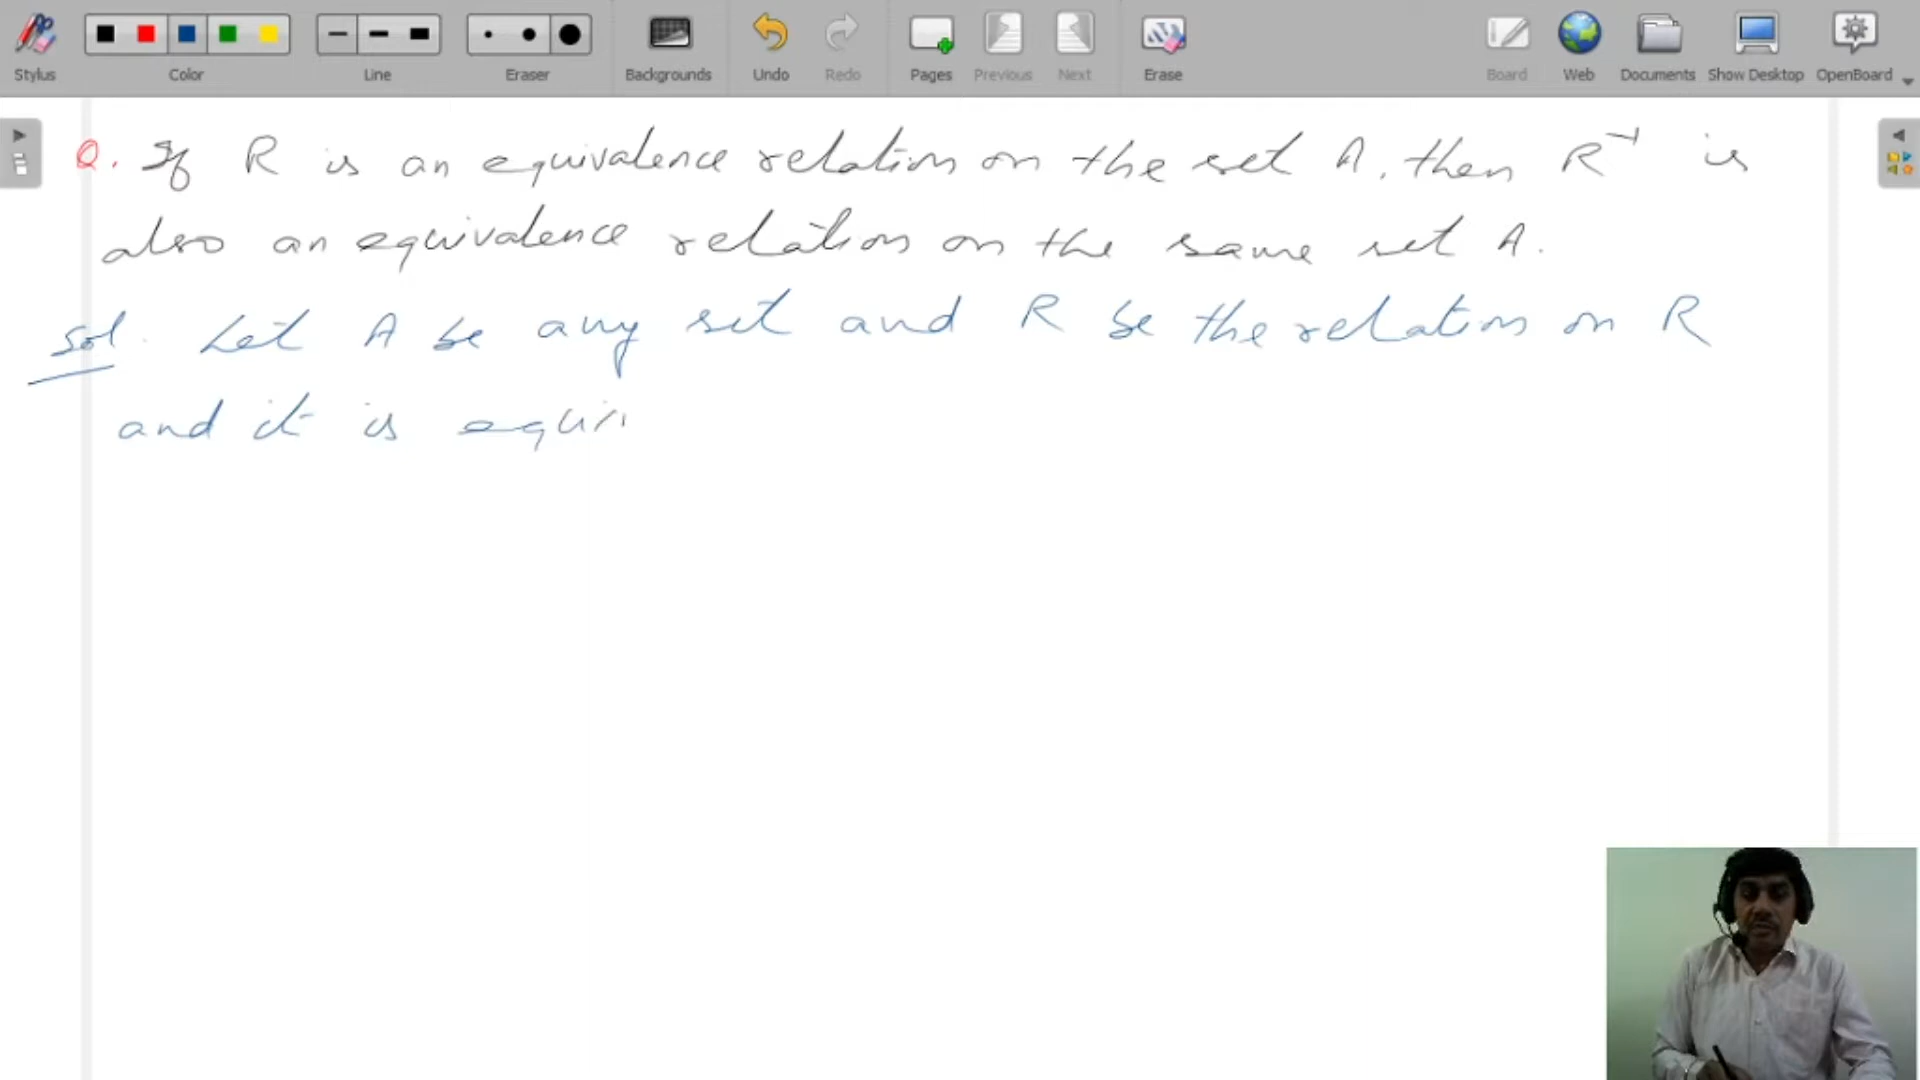 Stylus Color Line Eraser Backgrounds Undo Redo Pages Previous Next Erase Board Web Documents Show Desktop OpenBoard
Q. If R is an equivalence relation on the set A, then R⁻¹ is
also an equivalence relation on the same set A.
Sol. Let A be any set and R be the relation on R
and it is equiv